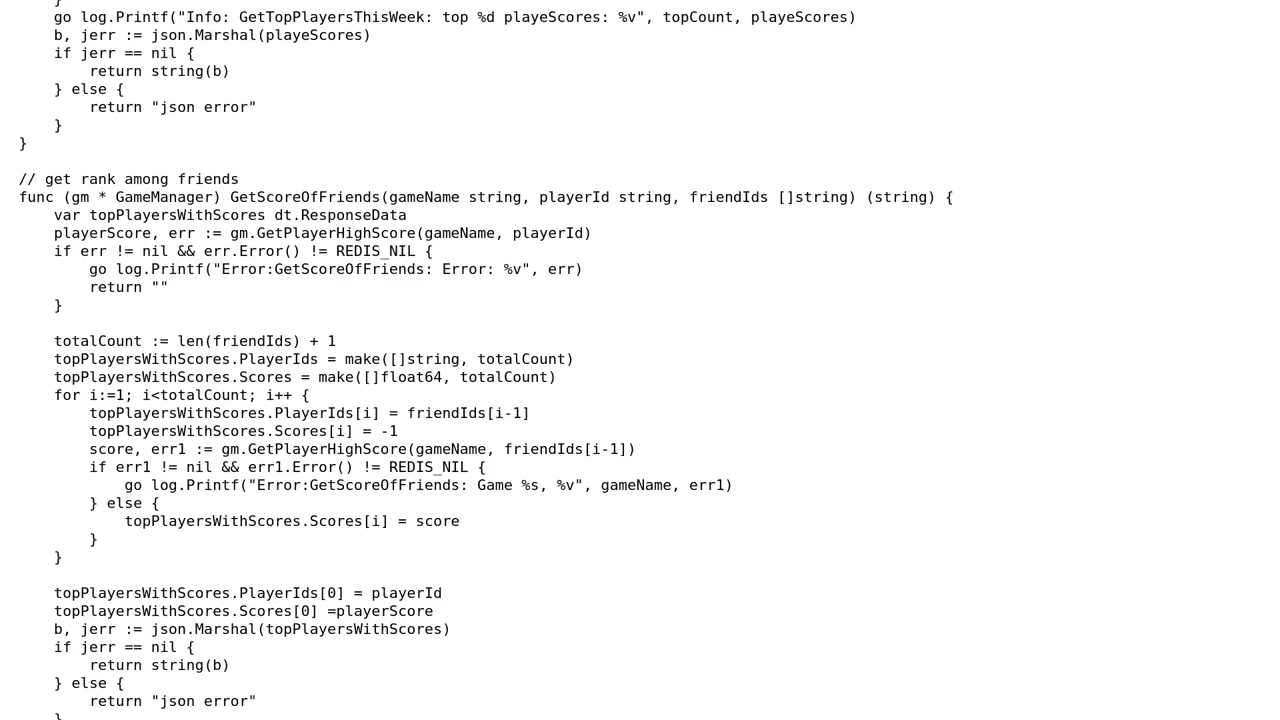 }
    go log.Printf("Info: GetTopPlayersThisWeek: top %d playeScores: %v", topCount, playeScores)
    b, jerr := json.Marshal(playeScores)
    if jerr == nil {
        return string(b)
    } else {
        return "json error"
    }
}

// get rank among friends
func (gm * GameManager) GetScoreOfFriends(gameName string, playerId string, friendIds []string) (string) {
    var topPlayersWithScores dt.ResponseData
    playerScore, err := gm.GetPlayerHighScore(gameName, playerId)
    if err != nil && err.Error() != REDIS_NIL {
        go log.Printf("Error:GetScoreOfFriends: Error: %v", err)
        return ""
    }

    totalCount := len(friendIds) + 1
    topPlayersWithScores.PlayerIds = make([]string, totalCount)
    topPlayersWithScores.Scores = make([]float64, totalCount)
    for i:=1; i<totalCount; i++ {
        topPlayersWithScores.PlayerIds[i] = friendIds[i-1]
        topPlayersWithScores.Scores[i] = -1
        score, err1 := gm.GetPlayerHighScore(gameName, friendIds[i-1])
        if err1 != nil && err1.Error() != REDIS_NIL {
            go log.Printf("Error:GetScoreOfFriends: Game %s, %v", gameName, err1)
        } else {
            topPlayersWithScores.Scores[i] = score
        }
    }

    topPlayersWithScores.PlayerIds[0] = playerId
    topPlayersWithScores.Scores[0] =playerScore
    b, jerr := json.Marshal(topPlayersWithScores)
    if jerr == nil {
        return string(b)
    } else {
        return "json error"
    }